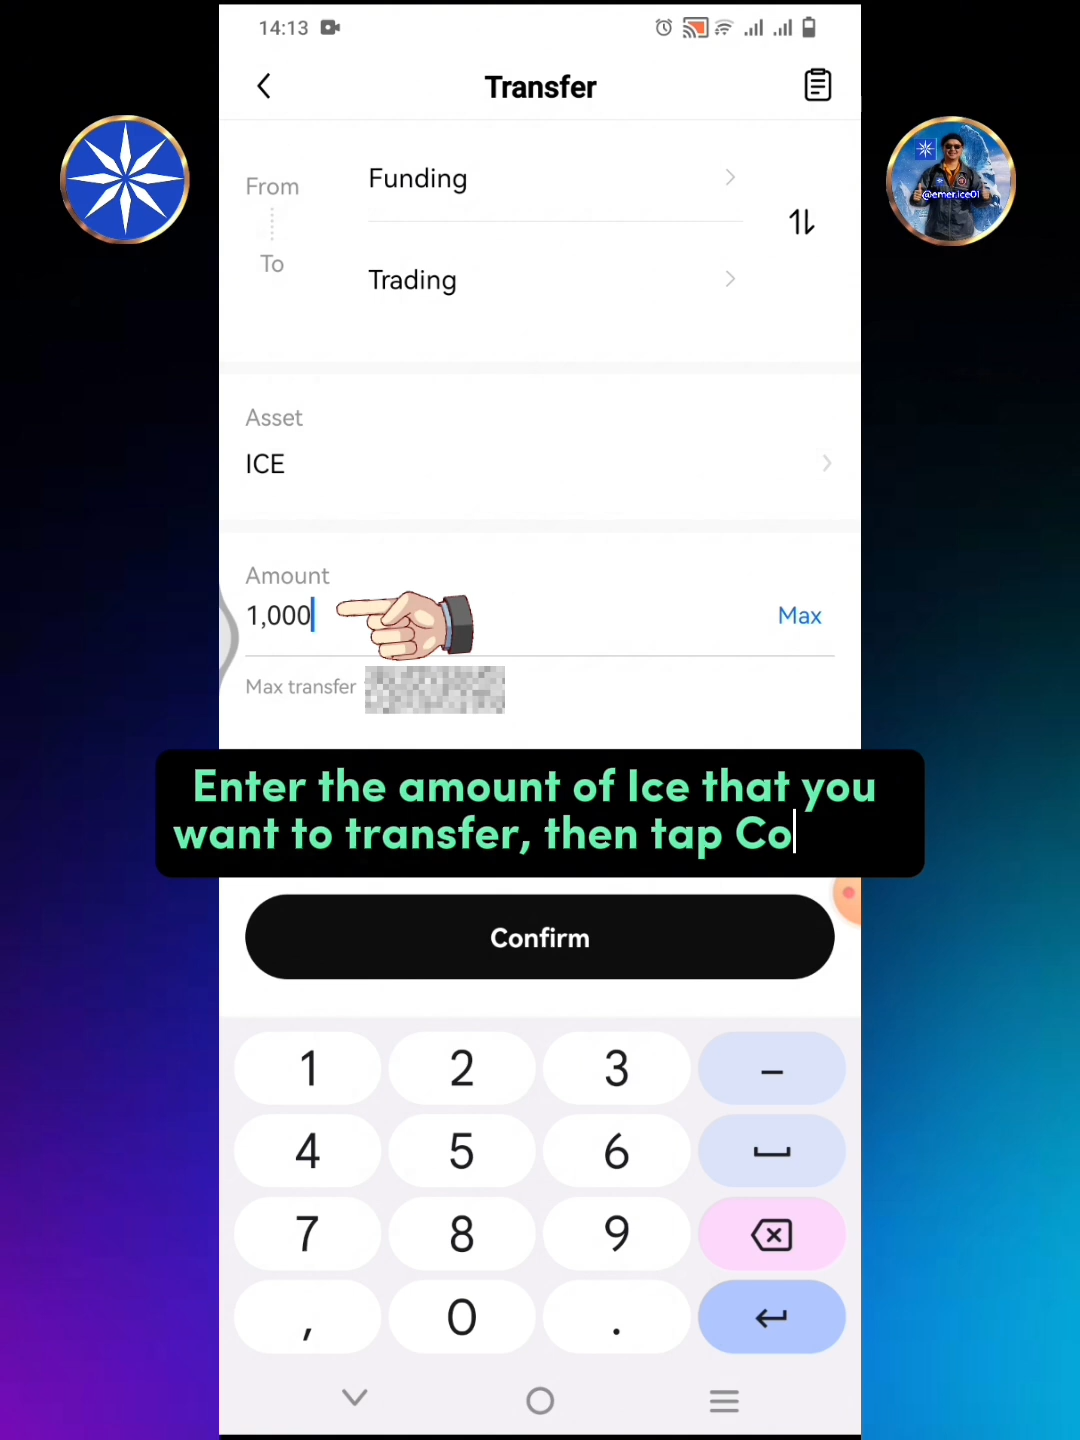 14:13
Transfer
From
Funding
To
Trading
@emer.ice01
Asset
ICE
Amount
1,000
Max
Max transfer
Enter the amount of Ice that you
want to transfer, then tap Co
Confirm
1 2 3 –
4 5 6
7 8 9
, 0 .